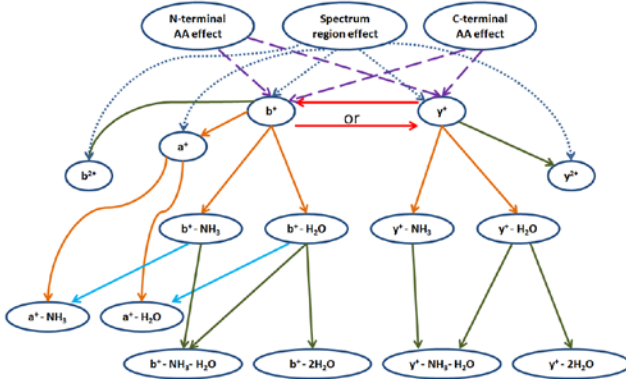 N-terminal
AA effect
Spectrum
region effect
C-terminal
AA effect
b⁺
or
y⁺
a⁺
b²⁺
y²⁺
b⁺- NH₃
b⁺- H₂O
y⁺- NH₃
y⁺- H₂O
a⁺- NH₃
a⁺- H₂O
b⁺- NH₃- H₂O
b⁺- 2H₂O
y⁺- NH₃- H₂O
y⁺- 2H₂O